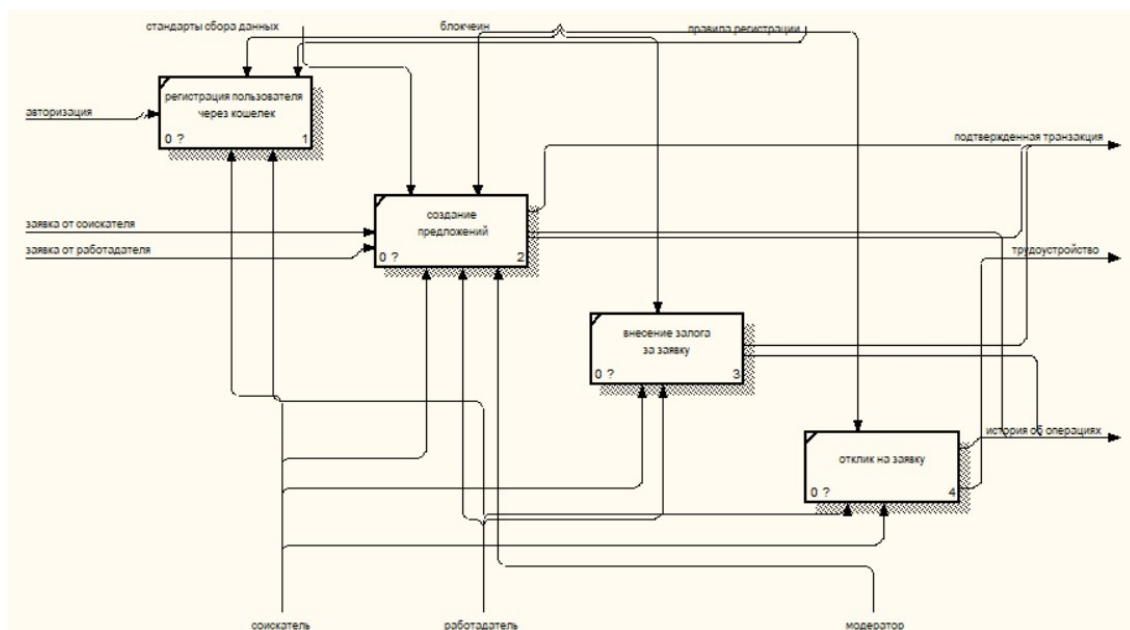 стандарты сбора данных
блокчеин
правила регистрации
регистрация пользователя
через кошелек
0 ?
1
авторизация
подтвержденная транзакция
создание
предложений
0 ?
2
заявка от соискателя
заявка от работадателя
трудоустройство
внесение залога
за заявку
0 ?
3
история об операциях
отклик на заявку
0 ?
4
соискатель
работадатель
модератор